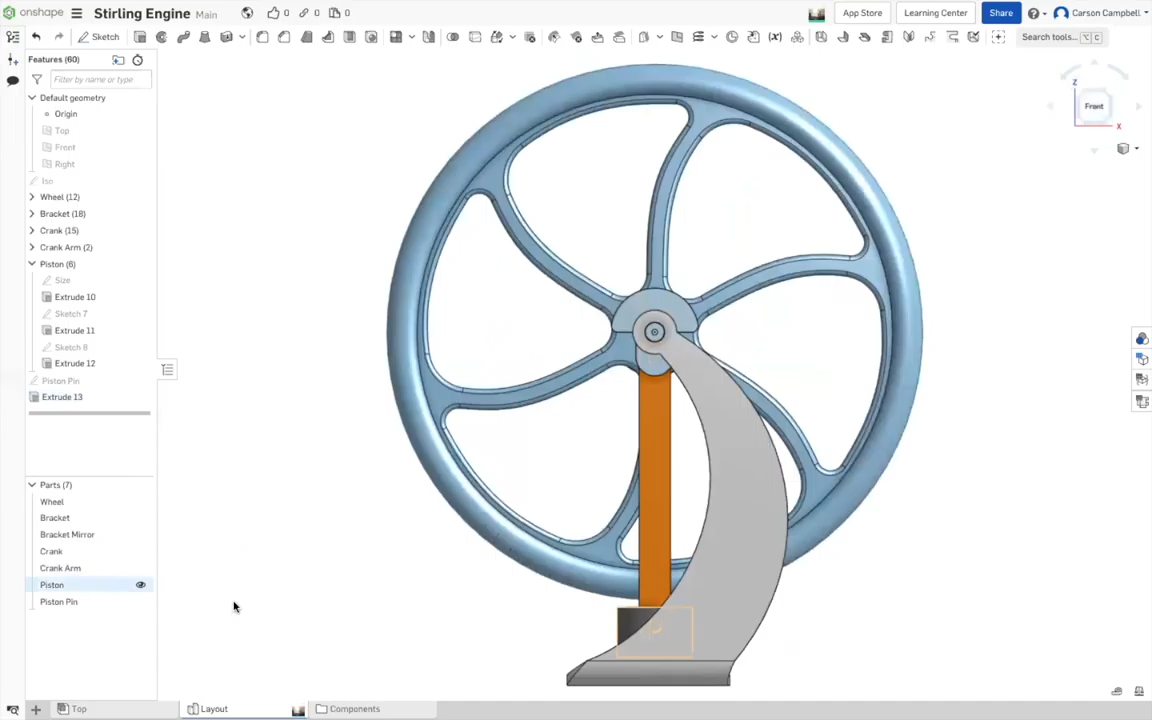 onshape Stirling Engine Main 0 0 0 App Store Learning Center Share Carson Campbell
Sketch Search tools... ⌥ C
Features (60)
Filter by name or type
Default geometry
Origin
Top
Front
Right
Iso
Wheel (12)
Bracket (18)
Crank (15)
Crank Arm (2)
Piston (6)
Size
Extrude 10
Sketch 7
Extrude 11
Sketch 8
Extrude 12
Piston Pin
Extrude 13
Parts (7)
Wheel
Bracket
Bracket Mirror
Crank
Crank Arm
Piston
Piston Pin
Z
Front
X
Top Layout Components